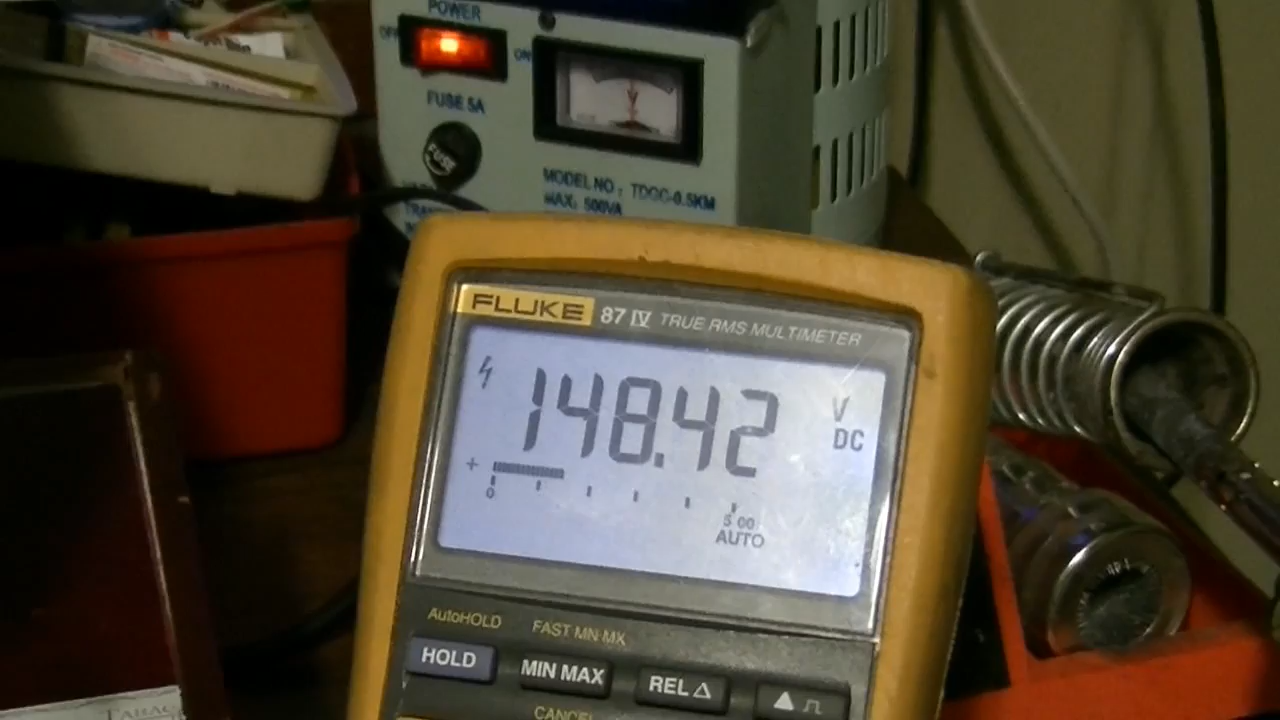 POWER
OFF
ON
FUSE 5A
FUSE
V
MODEL NO: TDGC-0.5KM
MAX: 500VA
FLUKE 87 IV TRUE RMS MULTIMETER
148.42 V
DC
+
0
500
AUTO
AutoHOLD FAST MN MX
HOLD MIN MAX REL Δ
CANCEL